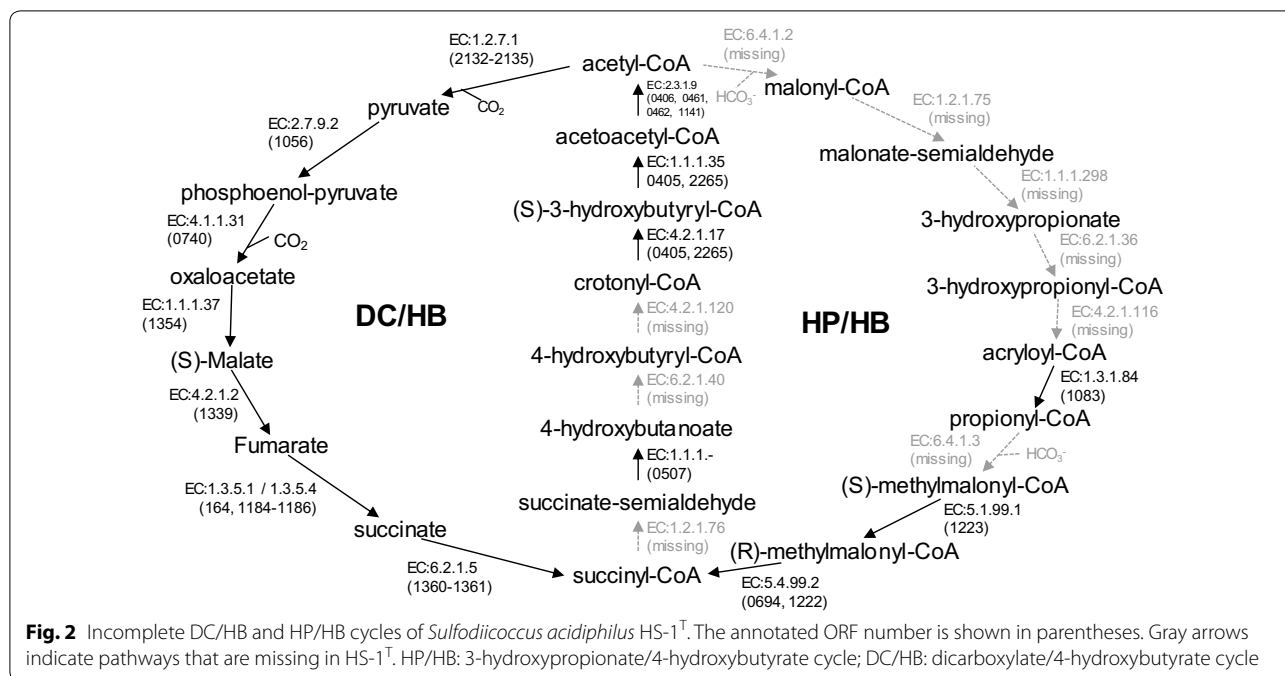 EC:1.2.7.1
(2132-2135)
acetyl-CoA
EC:6.4.1.2
(missing)
HCO₃⁻
malonyl-CoA
pyruvate
CO₂
EC:2.3.1.9
(0406, 0461,
0462, 1141)
EC:1.2.1.75
(missing)
EC:2.7.9.2
(1056)
acetoacetyl-CoA
malonate-semialdehyde
EC:1.1.1.35
0405, 2265
EC:1.1.1.298
(missing)
phosphoenol-pyruvate
(S)-3-hydroxybutyryl-CoA
3-hydroxypropionate
EC:4.1.1.31
(0740)
CO₂
EC:4.2.1.17
(0405, 2265)
EC:6.2.1.36
(missing)
oxaloacetate
crotonyl-CoA
3-hydroxypropionyl-CoA
EC:1.1.1.37
(1354)
DC/HB
EC:4.2.1.120
(missing)
HP/HB
EC:4.2.1.116
(missing)
(S)-Malate
4-hydroxybutyryl-CoA
acryloyl-CoA
EC:4.2.1.2
(1339)
EC:6.2.1.40
(missing)
EC:1.3.1.84
(1083)
Fumarate
4-hydroxybutanoate
propionyl-CoA
EC:1.3.5.1 / 1.3.5.4
(164, 1184-1186)
EC:1.1.1.-
(0507)
EC:6.4.1.3
(missing)
HCO₃⁻
succinate
succinate-semialdehyde
(S)-methylmalonyl-CoA
EC:6.2.1.5
(1360-1361)
EC:1.2.1.76
(missing)
EC:5.1.99.1
(1223)
succinyl-CoA
(R)-methylmalonyl-CoA
EC:5.4.99.2
(0694, 1222)
Fig. 2 Incomplete DC/HB and HP/HB cycles of Sulfodiicoccus acidiphilus HS-1ᵀ. The annotated ORF number is shown in parentheses. Gray arrows
indicate pathways that are missing in HS-1ᵀ. HP/HB: 3-hydroxypropionate/4-hydroxybutyrate cycle; DC/HB: dicarboxylate/4-hydroxybutyrate cycle